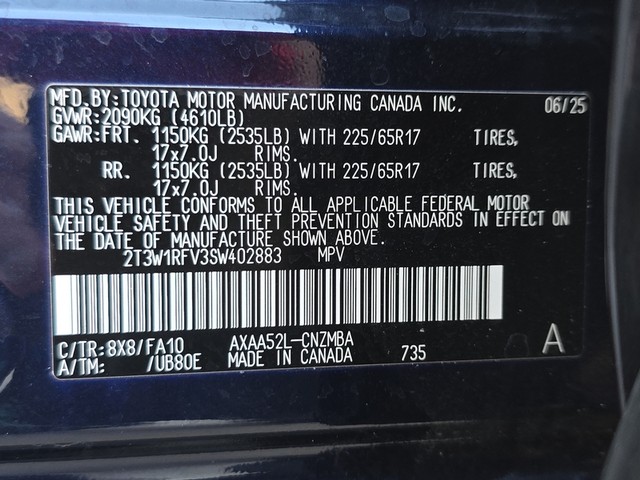 MFD.BY:TOYOTA MOTOR MANUFACTURING CANADA INC. 06/25
GVWR:2090KG (4610LB)
GAWR:FRT. 1150KG (2535LB) WITH 225/65R17 TIRES,
17x7.0J RIMS.
RR. 1150KG (2535LB) WITH 225/65R17 TIRES,
17x7.0J RIMS.
THIS VEHICLE CONFORMS TO ALL APPLICABLE FEDERAL MOTOR
VEHICLE SAFETY AND THEFT PREVENTION STANDARDS IN EFFECT ON
THE DATE OF MANUFACTURE SHOWN ABOVE.
2T3W1RFV3SW402883 MPV
C/TR:8X8/FA10 AXAA52L-CNZMBA A
A/TM: /UB80E MADE IN CANADA 735